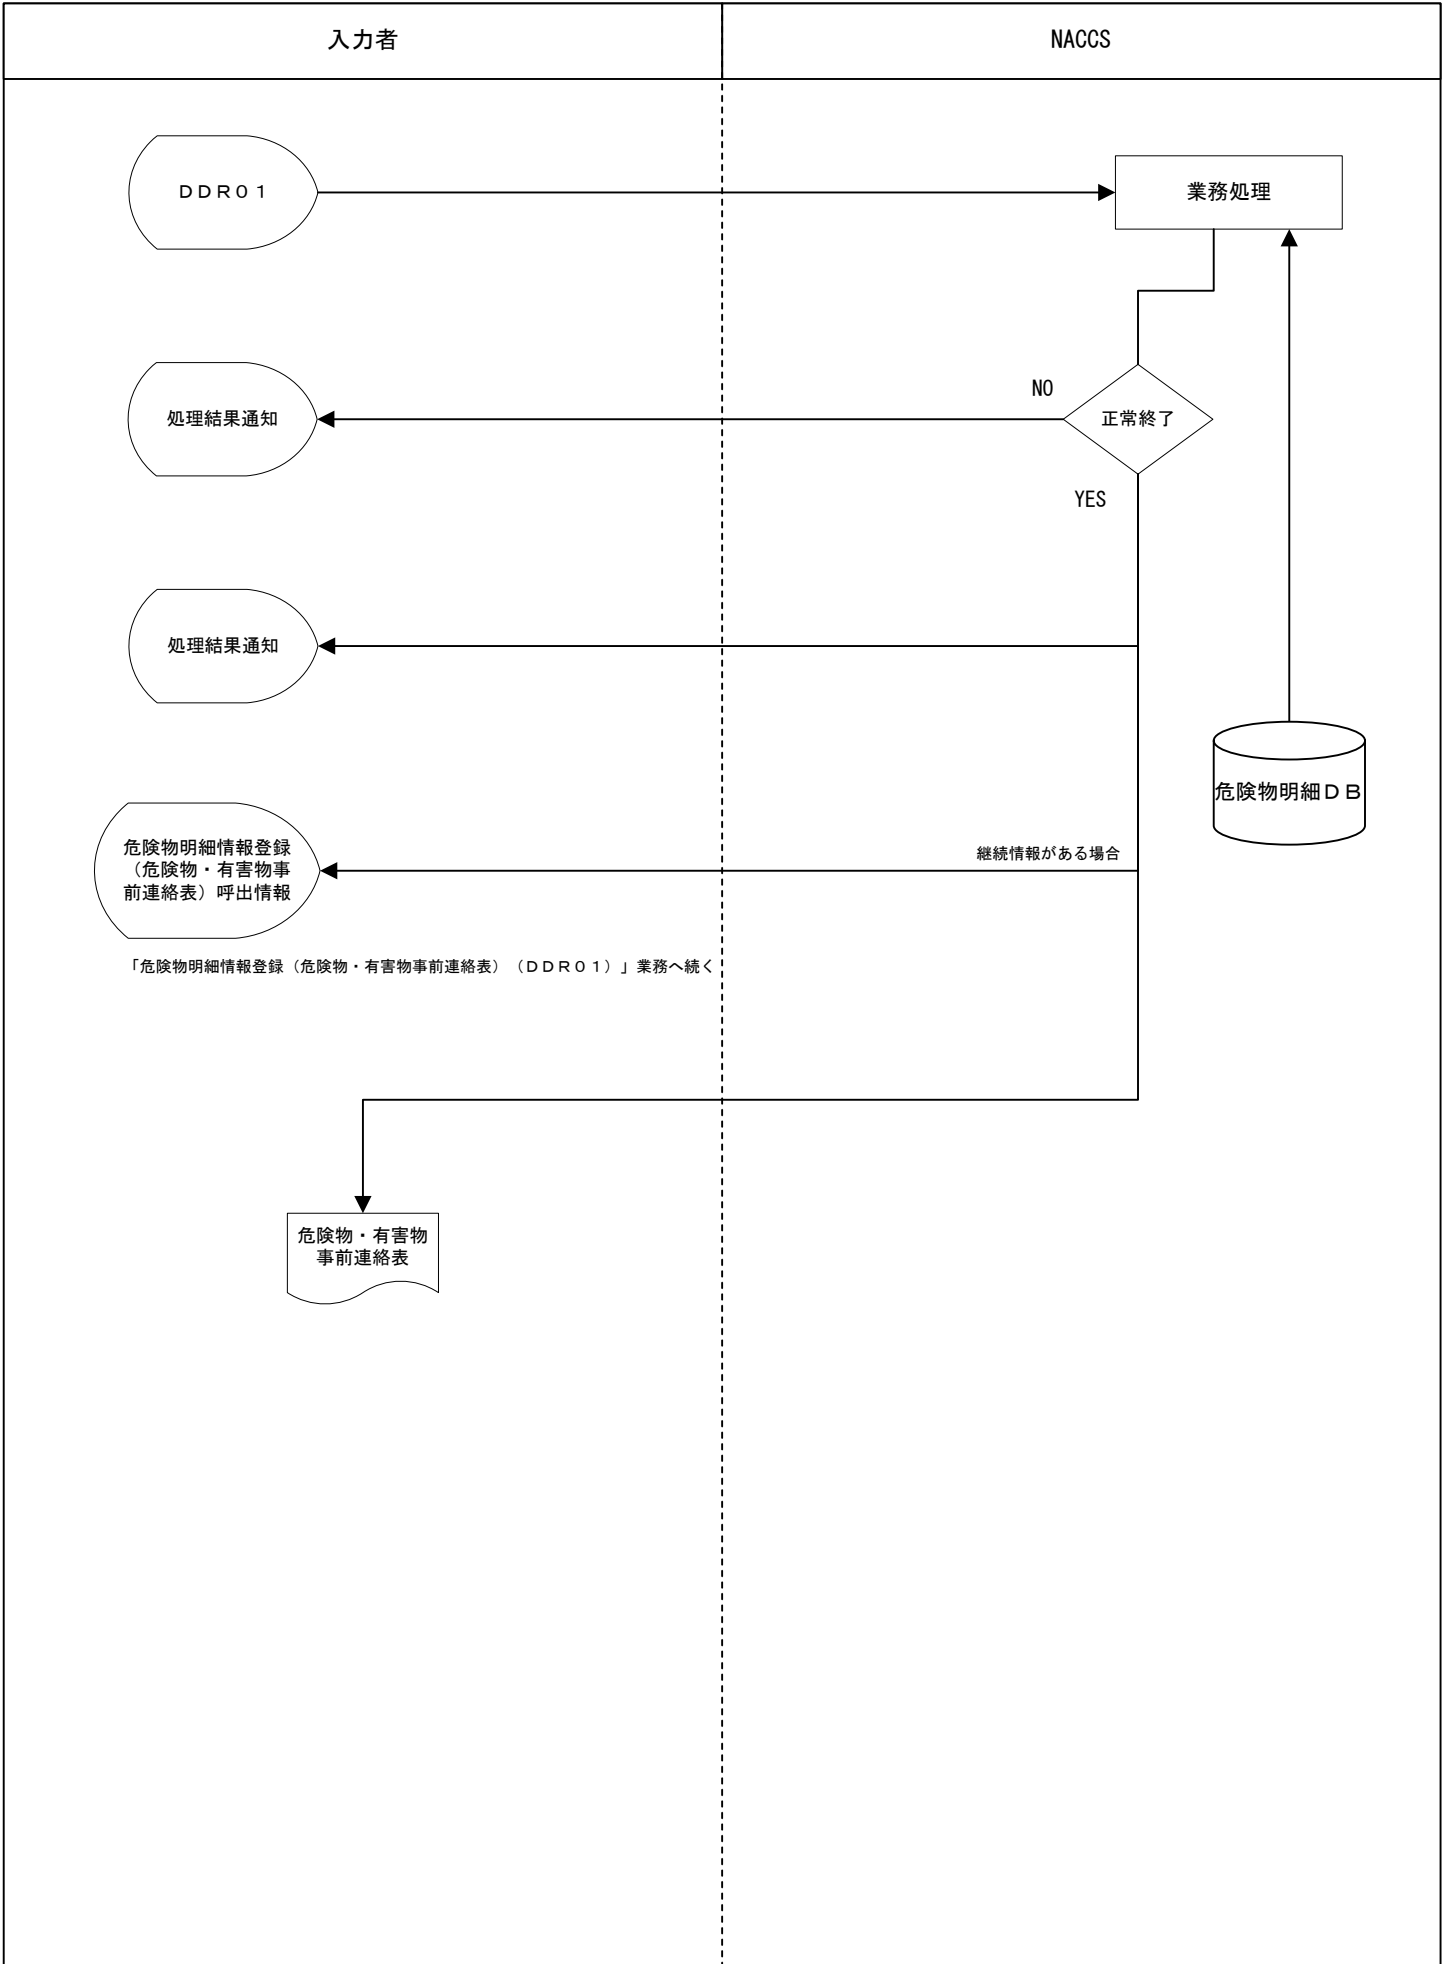 入力者
NACCS
ＤＤＲ０１
業務処理
NO
処理結果通知
正常終了
YES
処理結果通知
危険物明細ＤＢ
危険物明細情報登録
（危険物・有害物事
前連絡表）呼出情報
継続情報がある場合
「危険物明細情報登録（危険物・有害物事前連絡表）（ＤＤＲ０１）」業務へ続く
危険物・有害物
事前連絡表